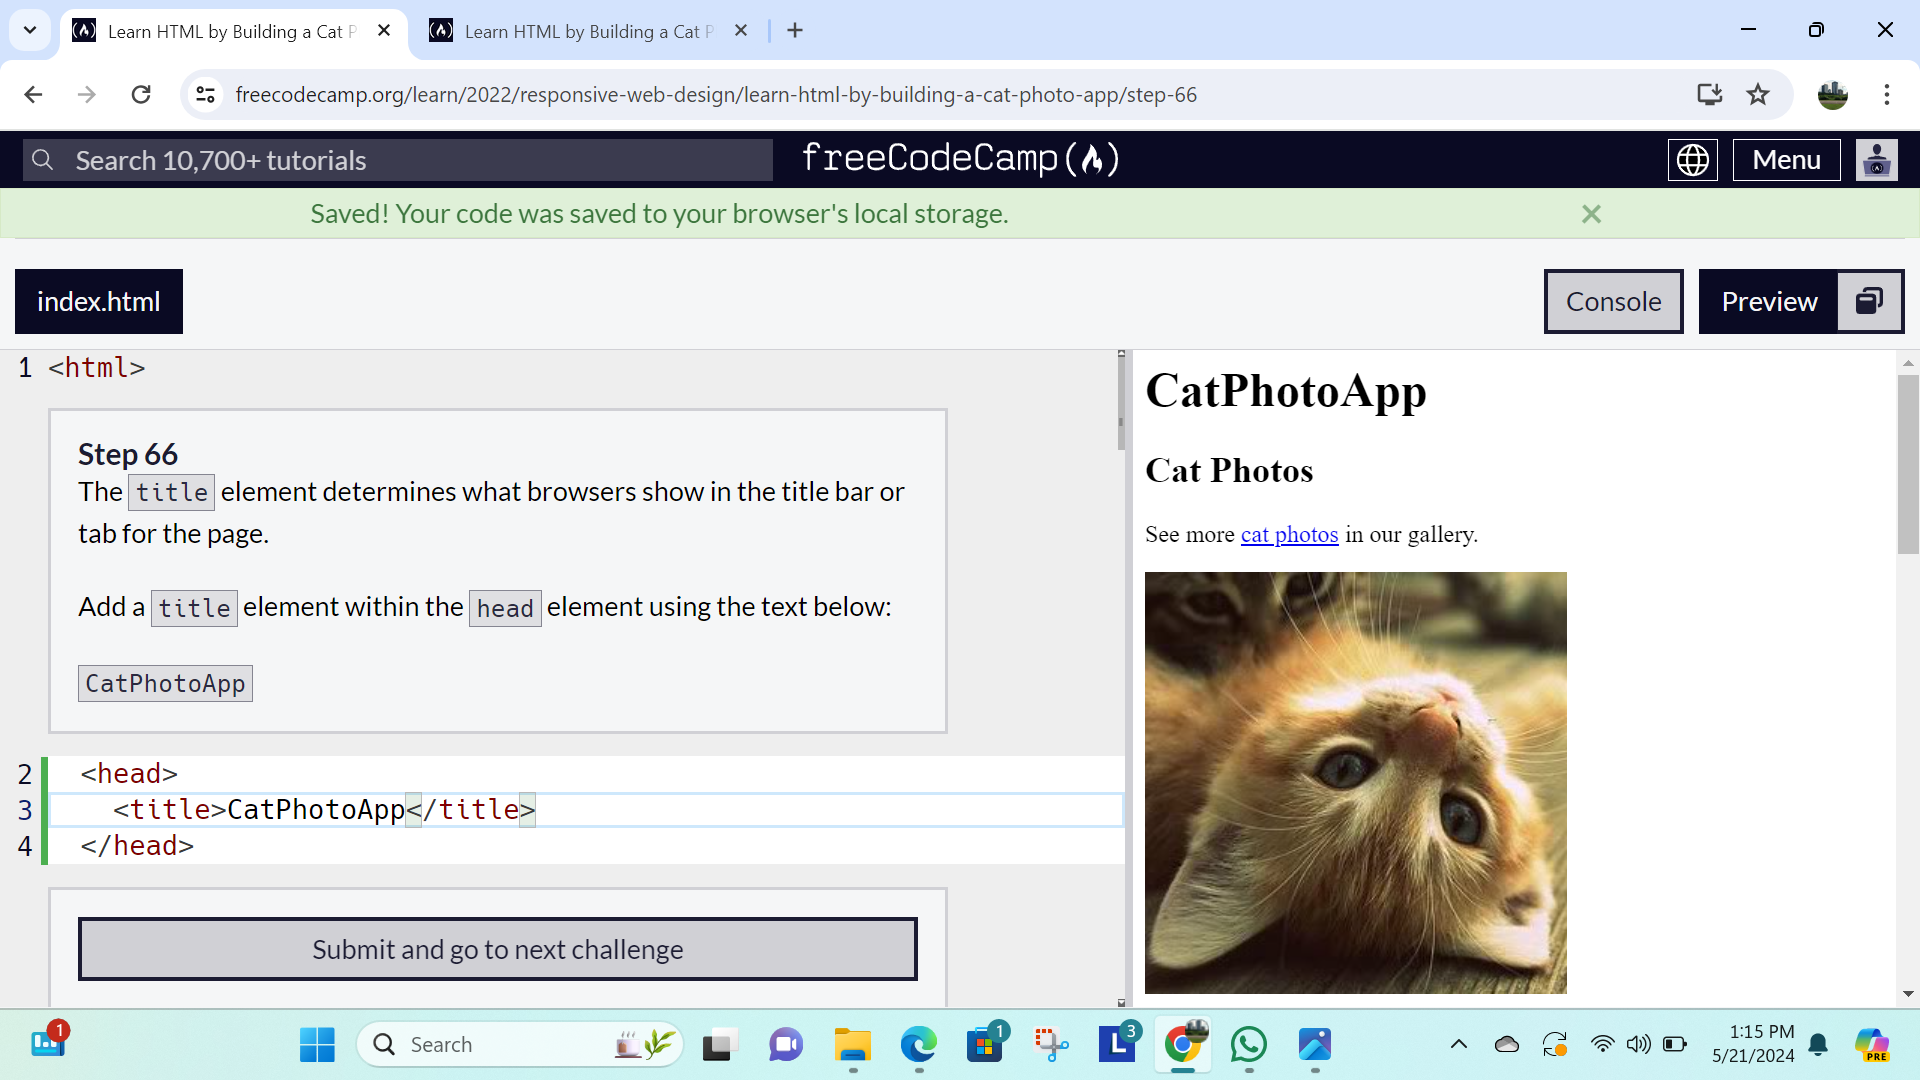 Learn HTML by Building a Cat P
Learn HTML by Building a Cat P
freecodecamp.org/learn/2022/responsive-web-design/learn-html-by-building-a-cat-photo-app/step-66
Search 10,700+ tutorials
freeCodeCamp(🔥)
Menu
Saved! Your code was saved to your browser's local storage.
index.html
Console
Preview
1 <html>
Step 66
The title element determines what browsers show in the title bar or
tab for the page.
Add a title element within the head element using the text below:
CatPhotoApp
2 <head>
3 <title>CatPhotoApp</title>
4 </head>
Submit and go to next challenge
CatPhotoApp
Cat Photos
See more cat photos in our gallery.
1
Search
1
L
3
PRE
1:15 PM
5/21/2024